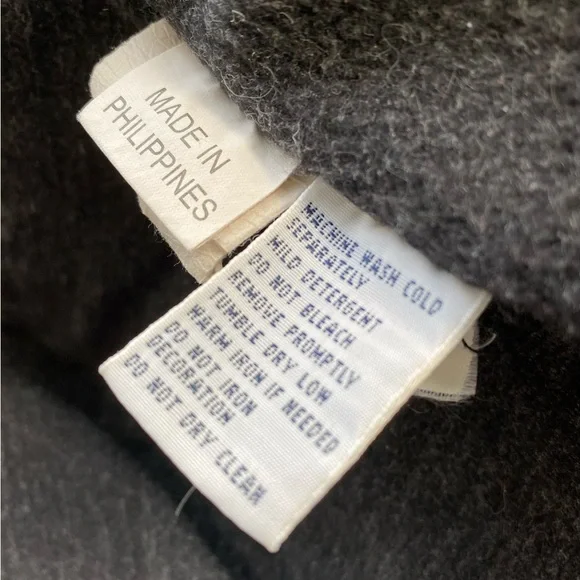 MADE IN
PHILIPPINES
MACHINE WASH COLD
SEPARATELY
MILD DETERGENT
DO NOT BLEACH
REMOVE PROMPTLY
TUMBLE DRY LOW
WARM IRON IF NEEDED
DO NOT IRON
DECORATION
DO NOT DRY CLEAN